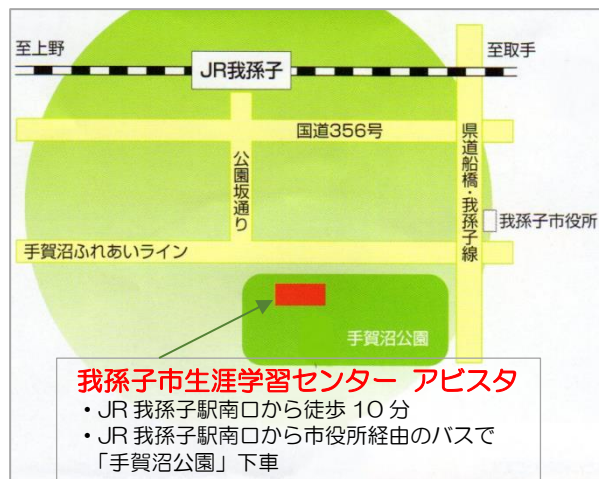 至上野
至取手
JR我孫子
国道356号
公園坂通り
県道船橋・我孫子線
我孫子市役所
手賀沼ふれあいライン
手賀沼公園
我孫子市生涯学習センター アビスタ
・JR 我孫子駅南口から徒歩 10 分
・JR 我孫子駅南口から市役所経由のバスで
「手賀沼公園」下車